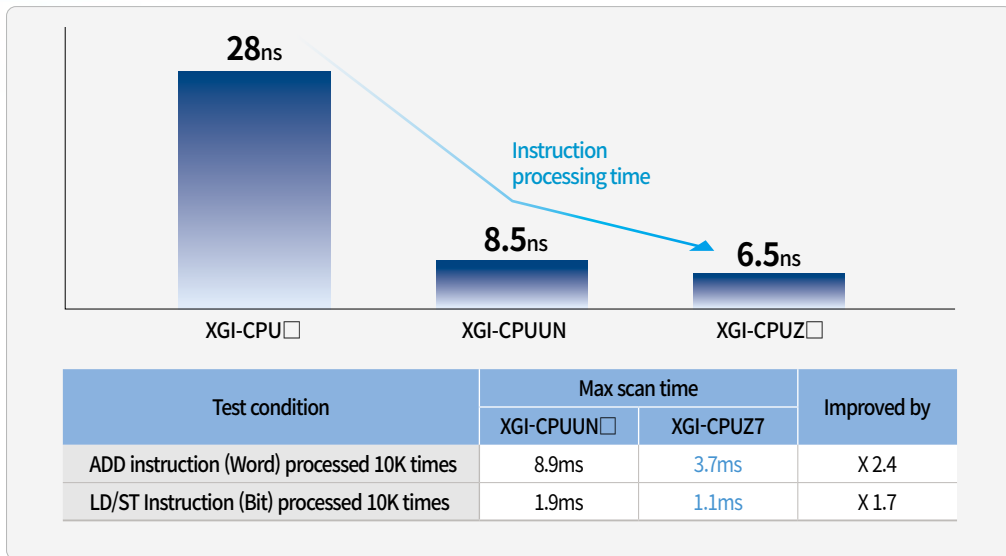 28ns
Instruction
processing time
8.5ns
6.5ns
XGI-CPU□
XGI-CPUUN
XGI-CPUZ□
Test condition
Max scan time
Improved by
XGI-CPUUN□
XGI-CPUZ7
ADD instruction (Word) processed 10K times
8.9ms
3.7ms
X 2.4
LD/ST Instruction (Bit) processed 10K times
1.9ms
1.1ms
X 1.7